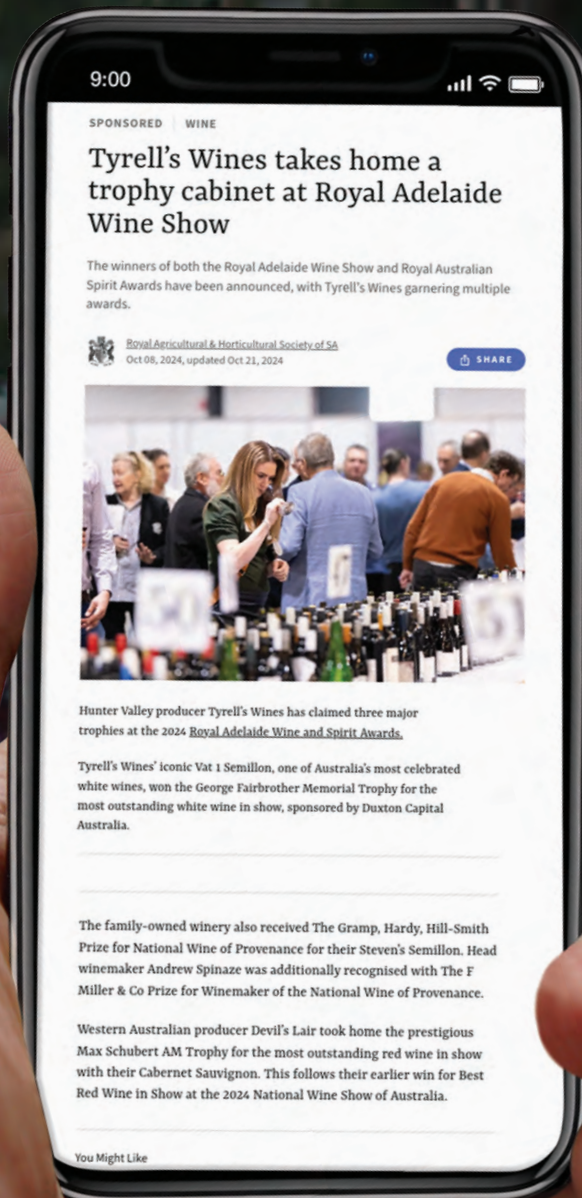 9:00
SPONSORED | WINE
Tyrell's Wines takes home a
trophy cabinet at Royal Adelaide
Wine Show
The winners of both the Royal Adelaide Wine Show and Royal Australian
Spirit Awards have been announced, with Tyrell's Wines garnering multiple
awards.
Royal Agricultural & Horticultural Society of SA
Oct 08, 2024, updated Oct 21, 2024
SHARE
50
51
Hunter Valley producer Tyrell's Wines has claimed three major
trophies at the 2024 Royal Adelaide Wine and Spirit Awards.
Tyrell's Wines' iconic Vat 1 Semillon, one of Australia's most celebrated
white wines, won the George Fairbrother Memorial Trophy for the
most outstanding white wine in show, sponsored by Duxton Capital
Australia.
The family-owned winery also received The Gramp, Hardy, Hill-Smith
Prize for National Wine of Provenance for their Steven's Semillon. Head
winemaker Andrew Spinaze was additionally recognised with The F
Miller & Co Prize for Winemaker of the National Wine of Provenance.
Western Australian producer Devil's Lair took home the prestigious
Max Schubert AM Trophy for the most outstanding red wine in show
with their Cabernet Sauvignon. This follows their earlier win for Best
Red Wine in Show at the 2024 National Wine Show of Australia.
You Might Like